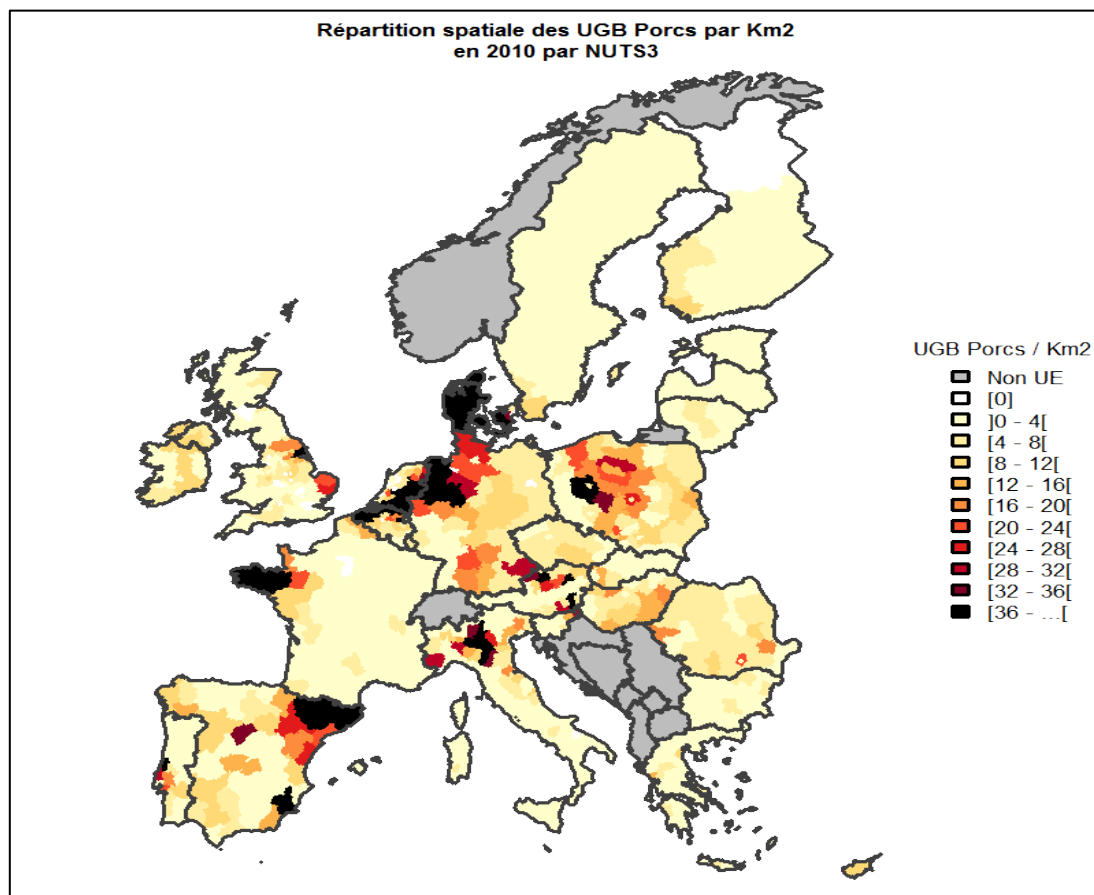 Répartition spatiale des UGB Porcs par Km2
en 2010 par NUTS3
UGB Porcs / Km2
Non UE
[0]
]0 - 4[
[4 - 8[
[8 - 12[
[12 - 16[
[16 - 20[
[20 - 24[
[24 - 28[
[28 - 32[
[32 - 36[
[36 - ...[